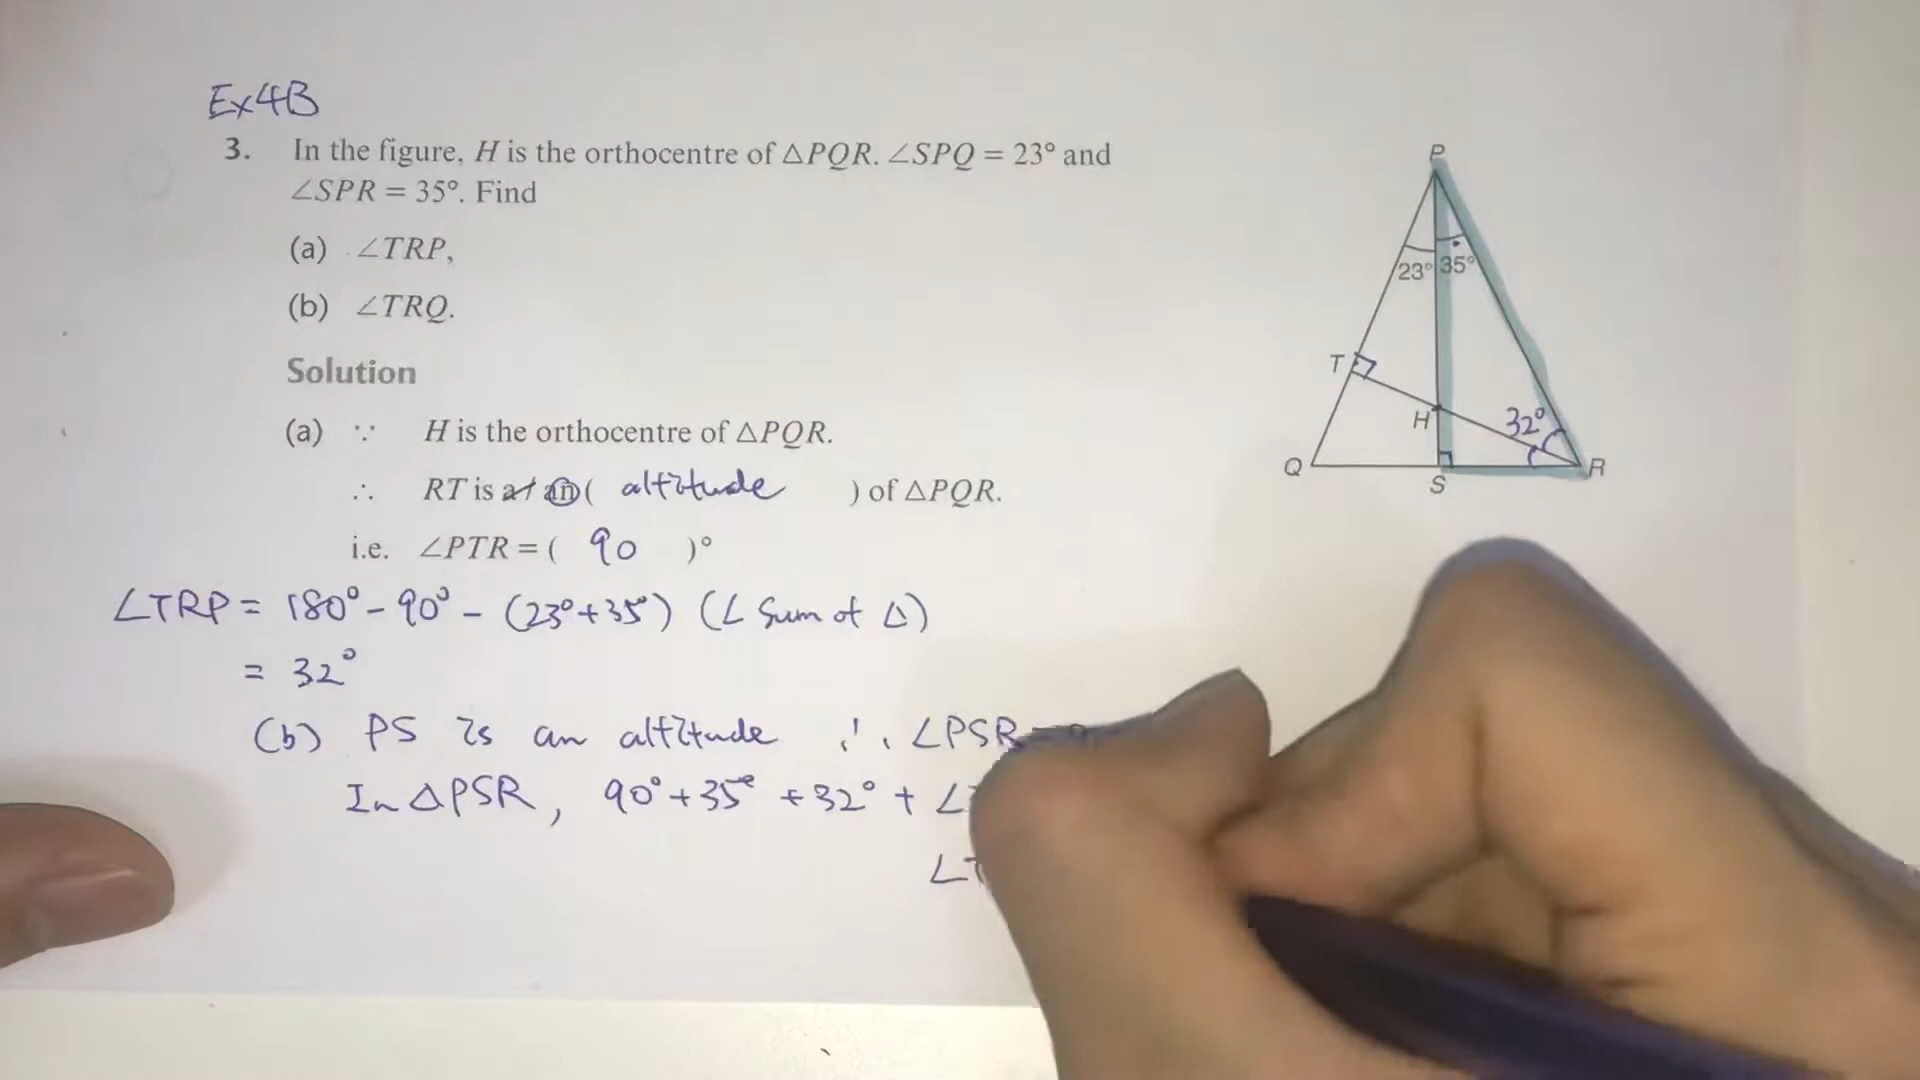 Ex4B
3. In the figure, H is the orthocentre of △PQR. ∠SPQ = 23° and
∠SPR = 35°. Find
(a) ∠TRP,
(b) ∠TRQ.
Solution
(a) ∵ H is the orthocentre of △PQR.
∴ RT is a/ an ( altitude ) of △PQR.
i.e. ∠PTR = ( 90 )°
∠TRP = 180° - 90° - (23° + 35°) (∠ sum of △)
= 32°
(b) PS is an altitude ∴ ∠PSR =
In △PSR, 90° + 35° + 32° + ∠
∠T
P
23° 35°
T
H
32°
Q
S
R